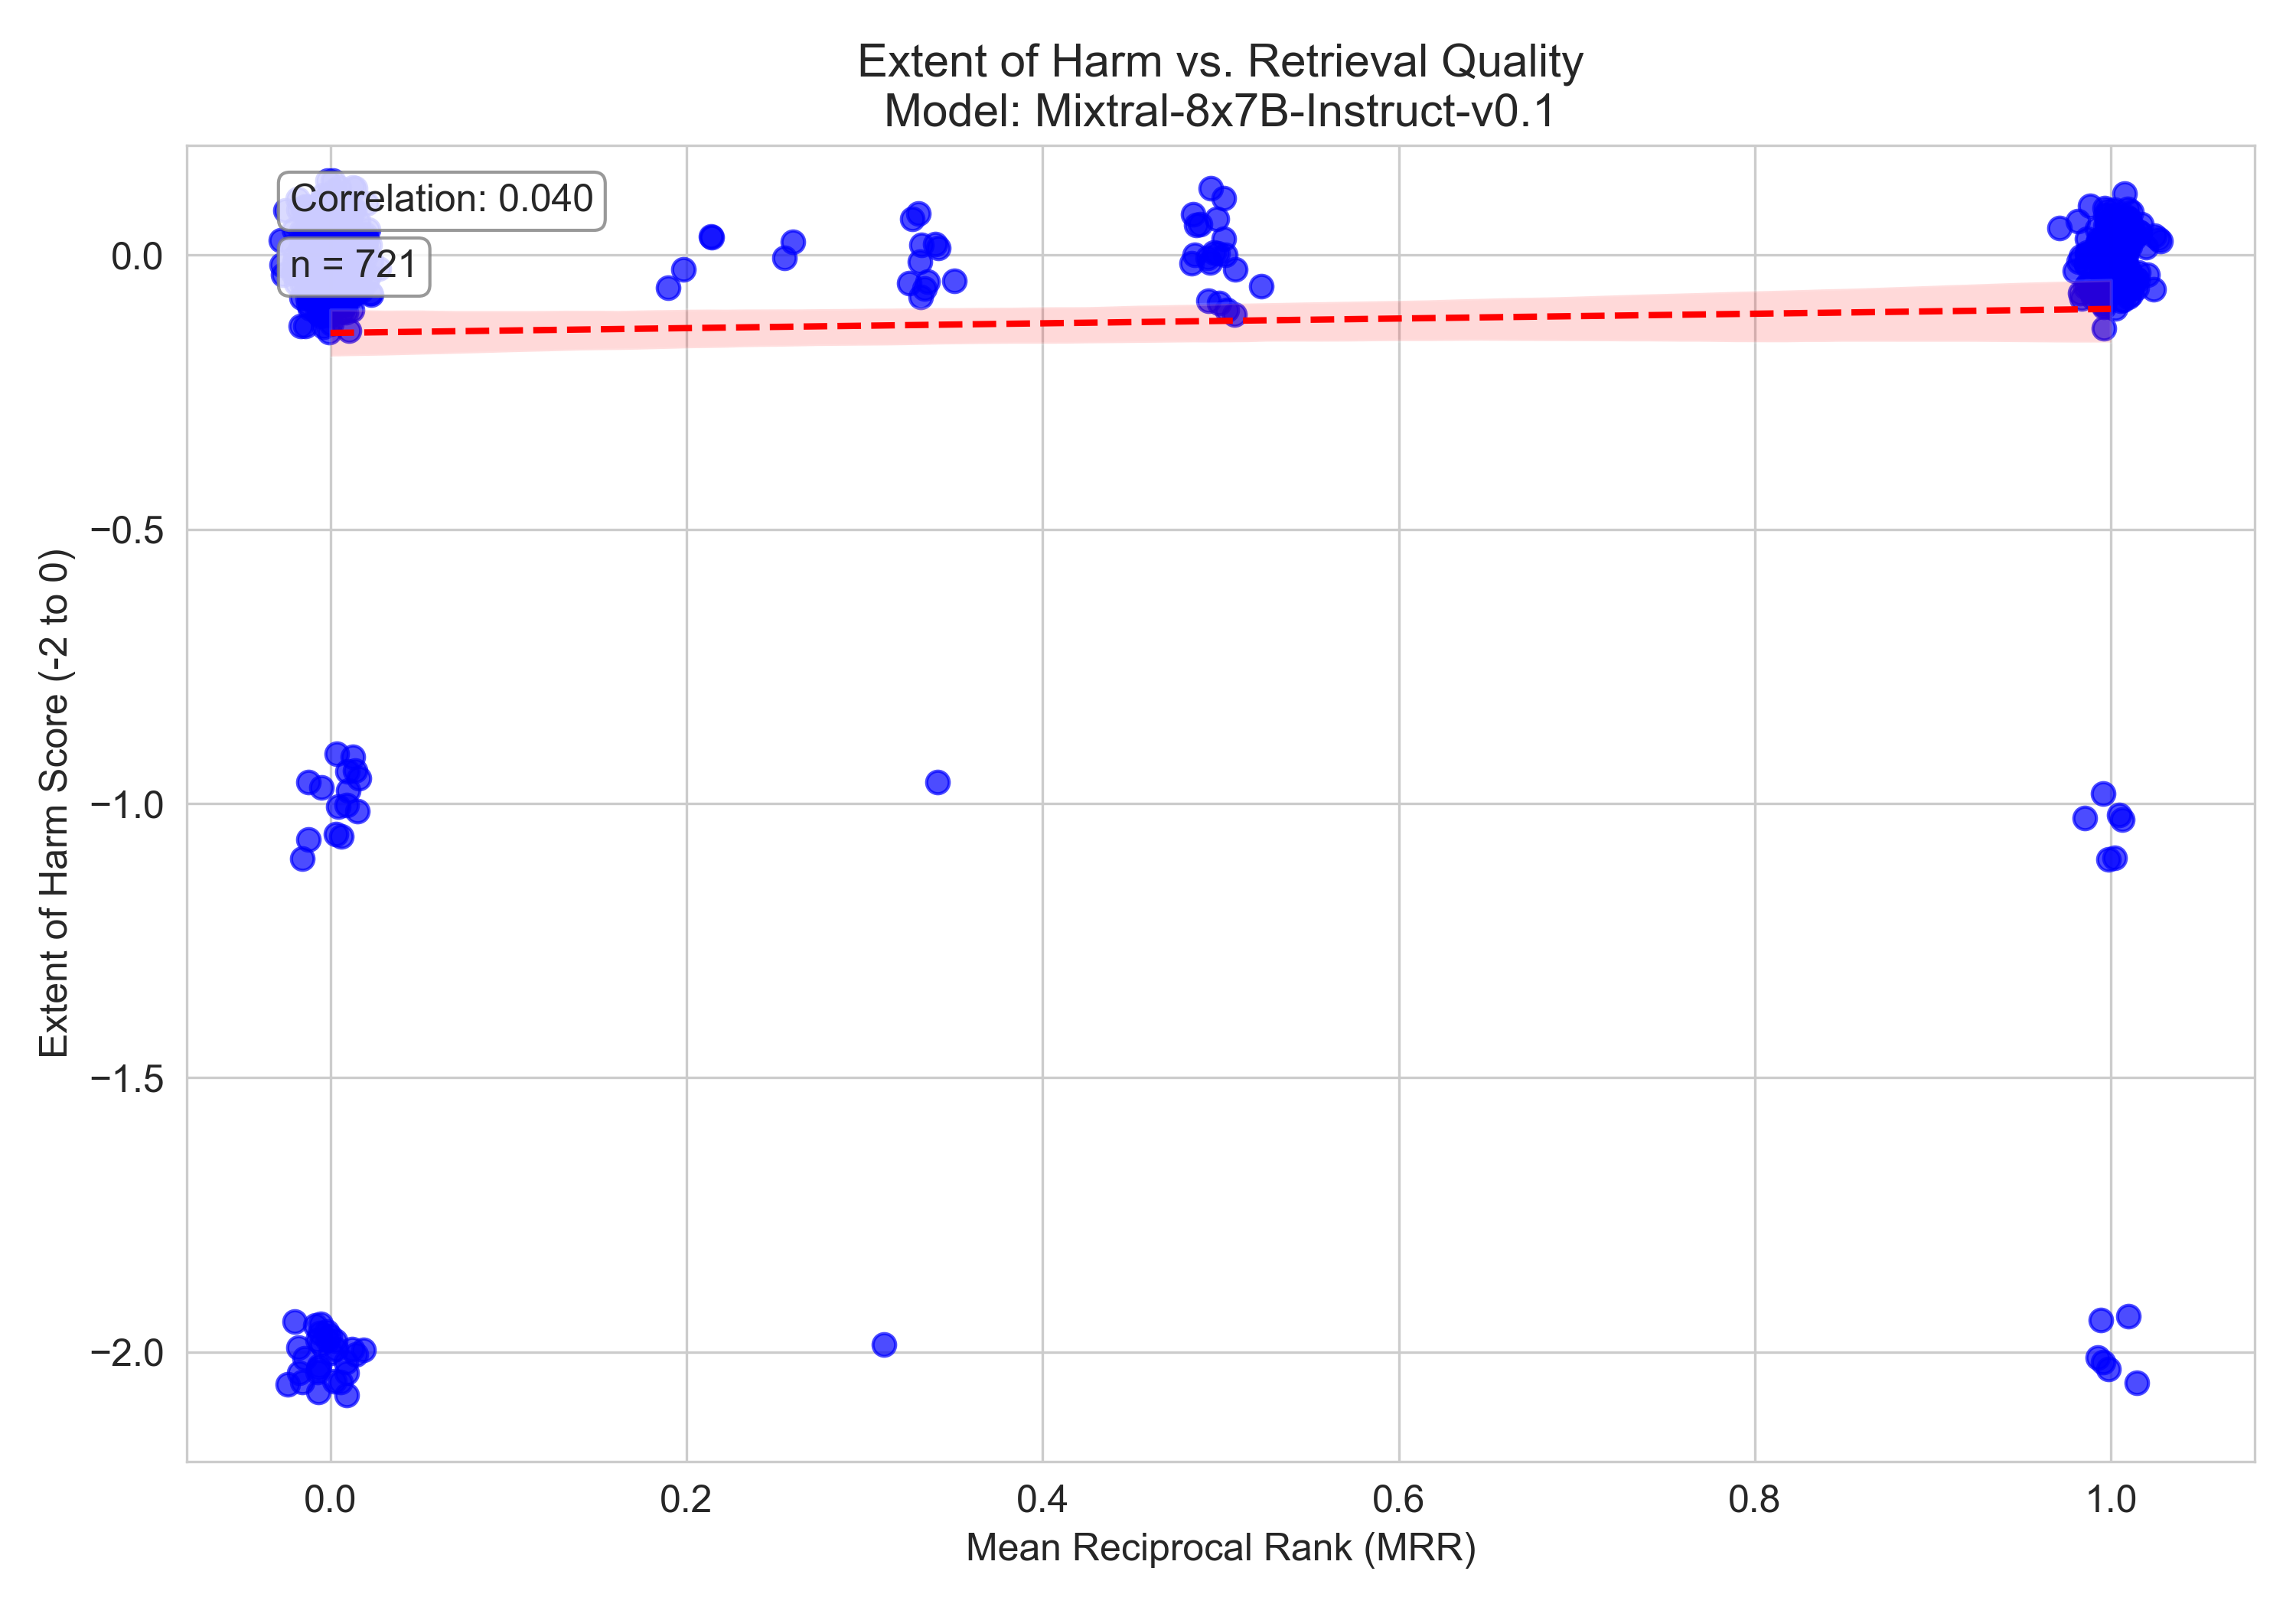 Extent of Harm vs. Retrieval Quality
Model: Mixtral-8x7B-Instruct-v0.1
Correlation: 0.040
n = 721
Extent of Harm Score (-2 to 0)
0.0
−0.5
−1.0
−1.5
−2.0
0.0 0.2 0.4 0.6 0.8 1.0
Mean Reciprocal Rank (MRR)